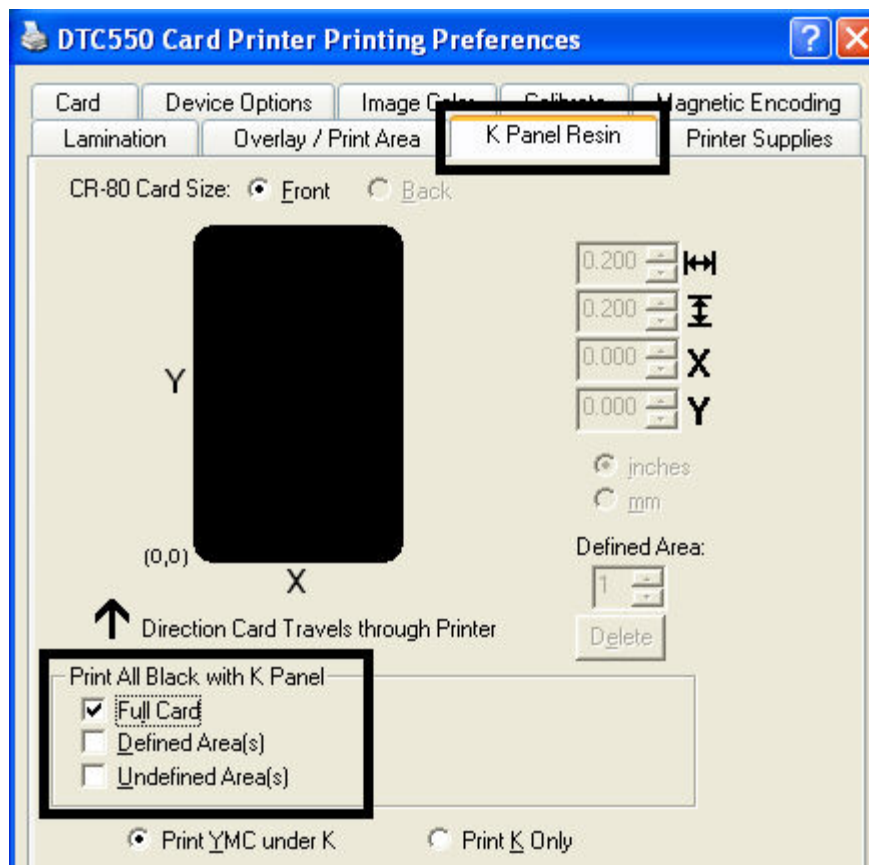 DTC550 Card Printer Printing Preferences
Card Device Options Image Color Calibrate Magnetic Encoding
Lamination Overlay / Print Area K Panel Resin Printer Supplies
CR-80 Card Size: Front Back
0.200
0.200
0.000 X
0.000 Y
Y
inches
mm
(0,0)
X
Defined Area:
1
Direction Card Travels through Printer
Delete
Print All Black with K Panel
Full Card
Defined Area(s)
Undefined Area(s)
Print YMC under K Print K Only